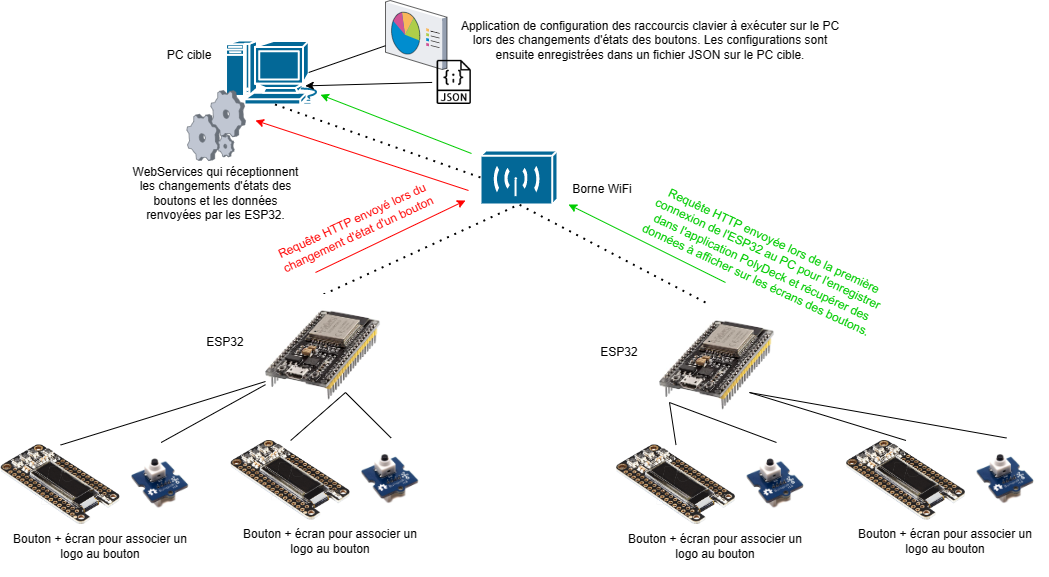 Application de configuration des raccourcis clavier à exécuter sur le PC
lors des changements d'états des boutons. Les configurations sont
ensuite enregistrées dans un fichier JSON sur le PC cible.
PC cible
{;}
JSON
WebServices qui réceptionnent
les changements d'états des
boutons et les données
renvoyées par les ESP32.
Borne WiFi
Requête HTTP envoyé lors du
changement d'état d'un bouton
Requête HTTP envoyée lors de la première
connexion de l'ESP32 au PC pour l'enregistrer
dans l'application PolyDeck et récupérer des
données à afficher sur les écrans des boutons.
ESP32
ESP32
Bouton + écran pour associer un
logo au bouton
Bouton + écran pour associer un
logo au bouton
Bouton + écran pour associer un
logo au bouton
Bouton + écran pour associer un
logo au bouton